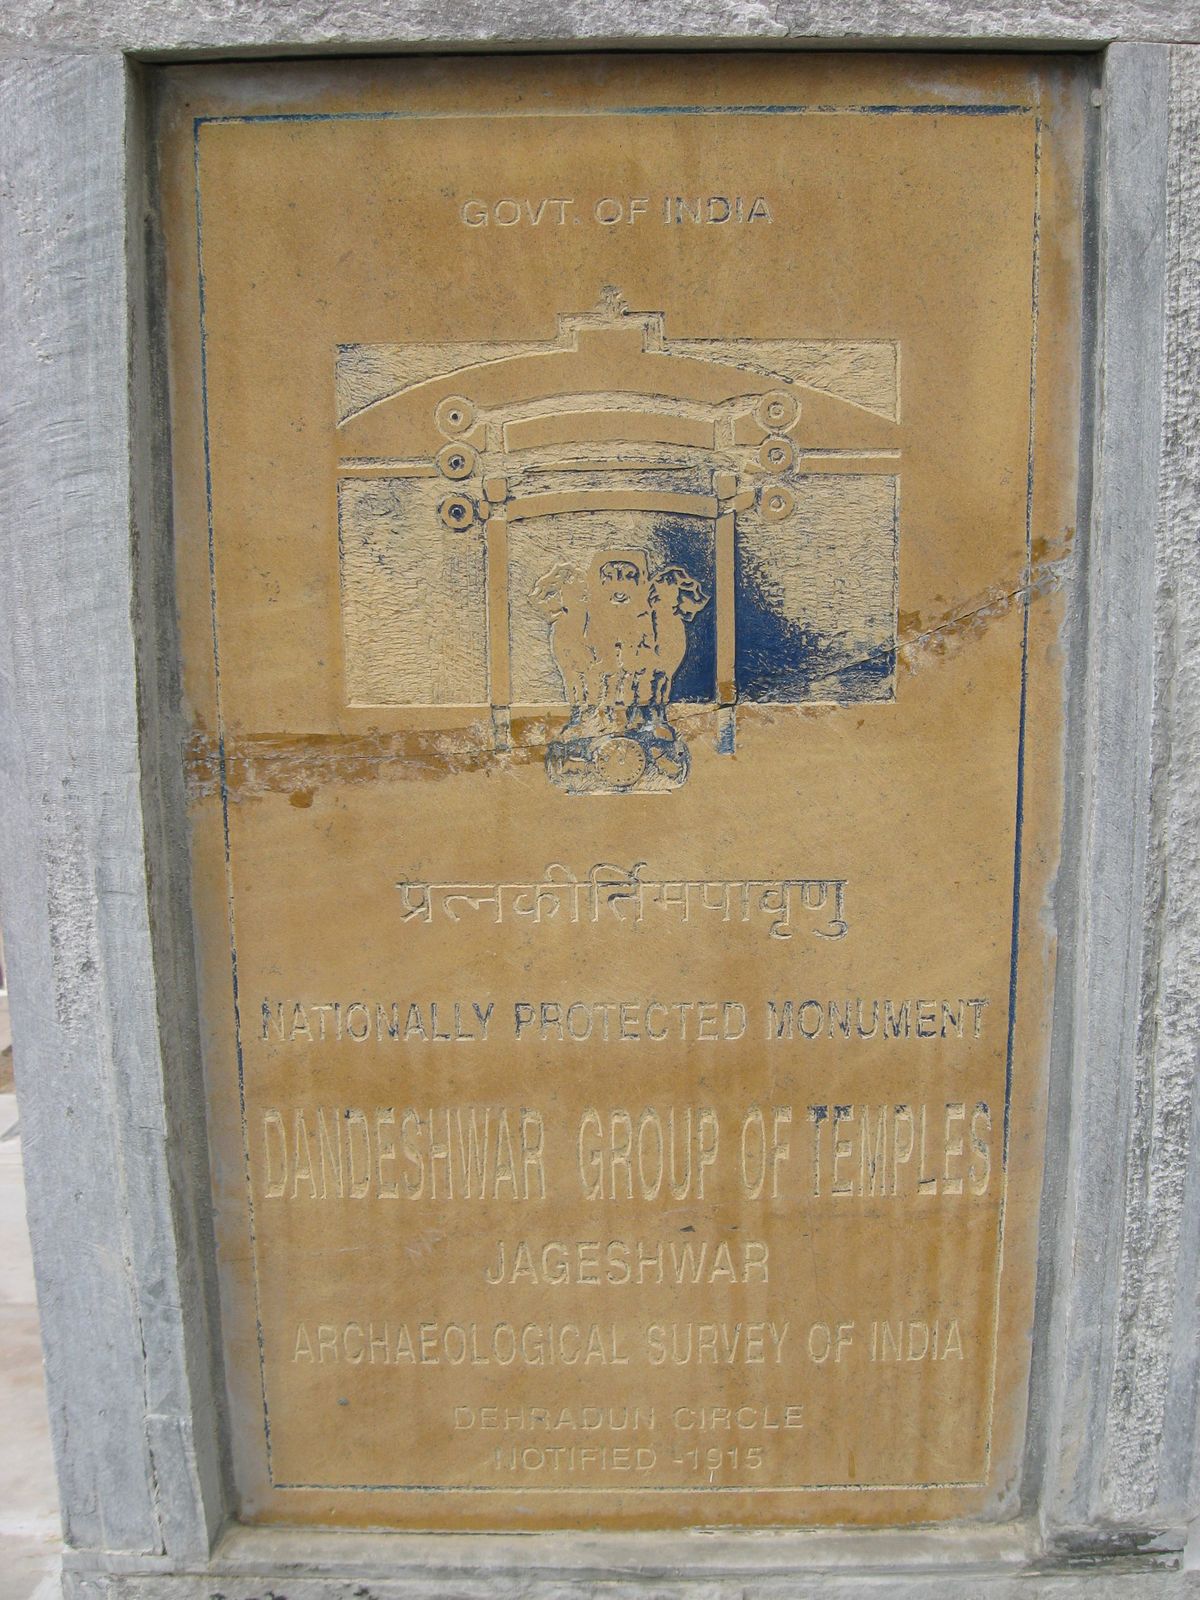 GOVT. OF INDIA
प्रत्नकीर्तिमपावृणु
NATIONALLY PROTECTED MONUMENT
DANDESHWAR GROUP OF TEMPLES
JAGESHWAR
ARCHAEOLOGICAL SURVEY OF INDIA
DEHRADUN CIRCLE
NOTIFIED -1915